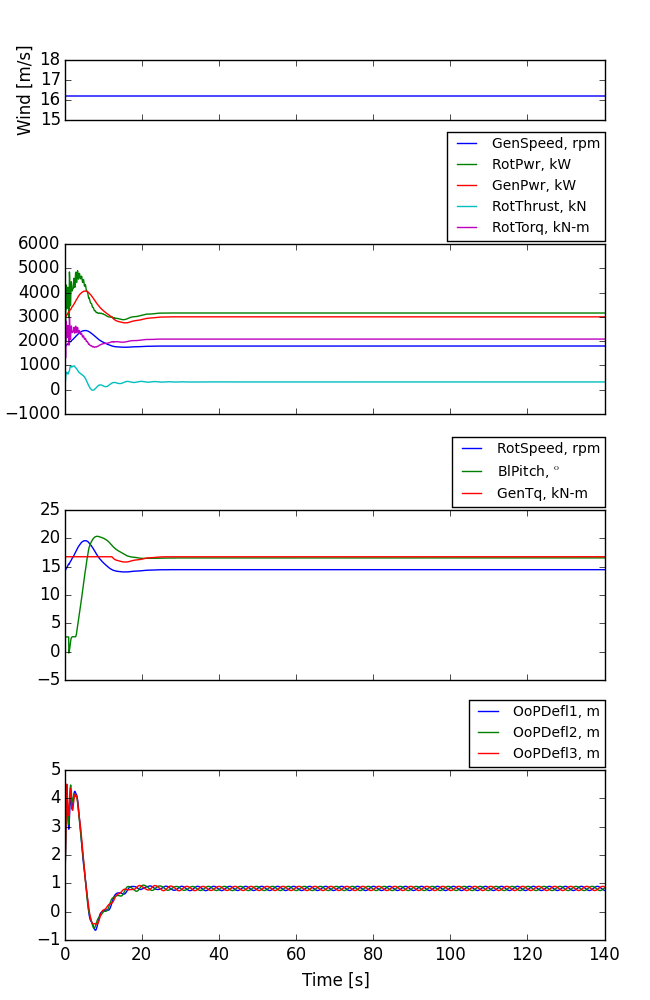 Wind [m/s]
18
17
16
15
GenSpeed, rpm
RotPwr, kW
GenPwr, kW
RotThrust, kN
RotTorq, kN-m
6000
5000
4000
3000
2000
1000
0
−1000
RotSpeed, rpm
BlPitch, °
GenTq, kN-m
25
20
15
10
5
0
−5
OoPDefl1, m
OoPDefl2, m
OoPDefl3, m
5
4
3
2
1
0
−1
0 20 40 60 80 100 120 140
Time [s]